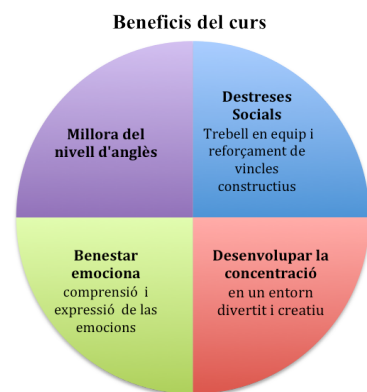 Beneficis del curs
Millora del
nivell d'anglès
Destreses
Socials
Trebell en equip i
reforçament de
vincles
constructius
Benestar
emociona
comprensió i
expressió de las
emocions
Desenvolupar la
concentració
en un entorn
divertit i creatiu